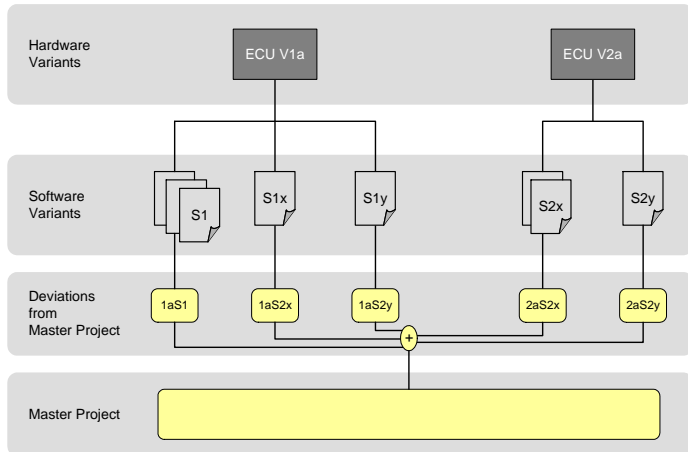 Hardware
Variants
ECU V1a
ECU V2a
Software
Variants
S1
S1x
S1y
S2x
S2y
Deviations
from
Master Project
1aS1
1aS2x
1aS2y
2aS2x
2aS2y
+
Master Project